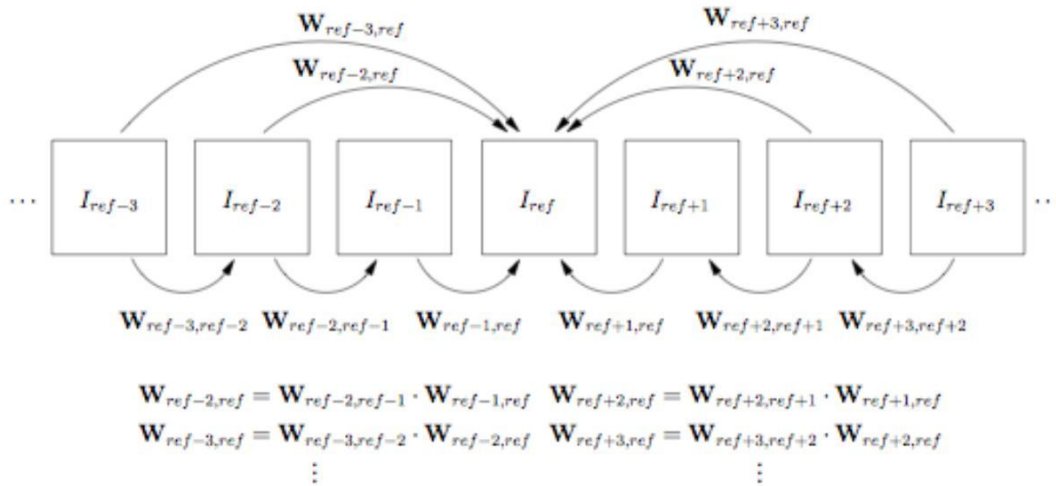 W_{ref−3,ref} W_{ref+3,ref}
W_{ref−2,ref} W_{ref+2,ref}
··· I_{ref−3} I_{ref−2} I_{ref−1} I_{ref} I_{ref+1} I_{ref+2} I_{ref+3} ··
W_{ref−3,ref−2} W_{ref−2,ref−1} W_{ref−1,ref} W_{ref+1,ref} W_{ref+2,ref+1} W_{ref+3,ref+2}
W_{ref−2,ref} = W_{ref−2,ref−1} · W_{ref−1,ref} W_{ref+2,ref} = W_{ref+2,ref+1} · W_{ref+1,ref}
W_{ref−3,ref} = W_{ref−3,ref−2} · W_{ref−2,ref} W_{ref+3,ref} = W_{ref+3,ref+2} · W_{ref+2,ref}
⋮ ⋮